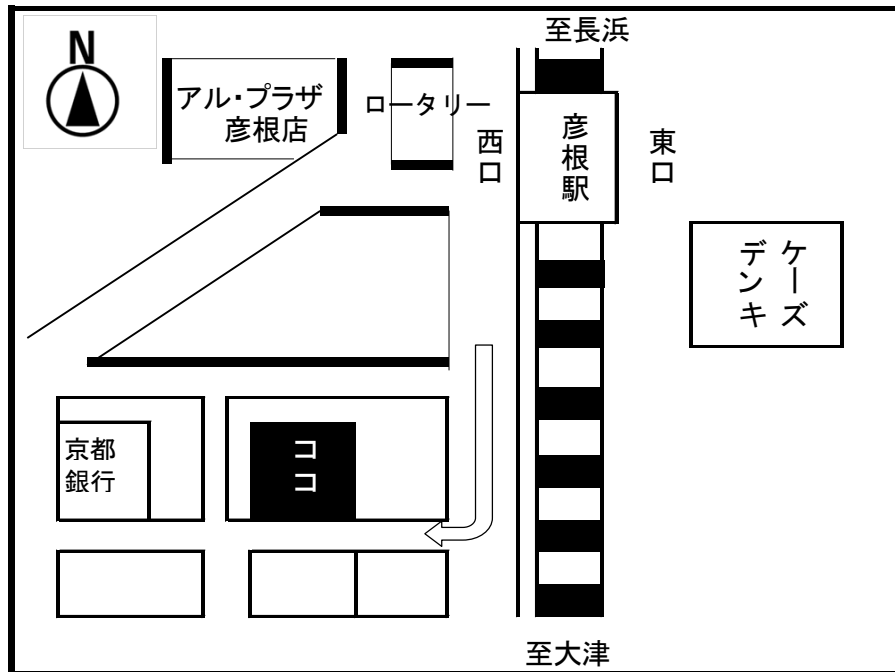 至長浜
N
アル・プラザ
彦根店
ロータリー
西口
彦根駅
東口
ケーズ
デンキ
京都
銀行
ココ
至大津